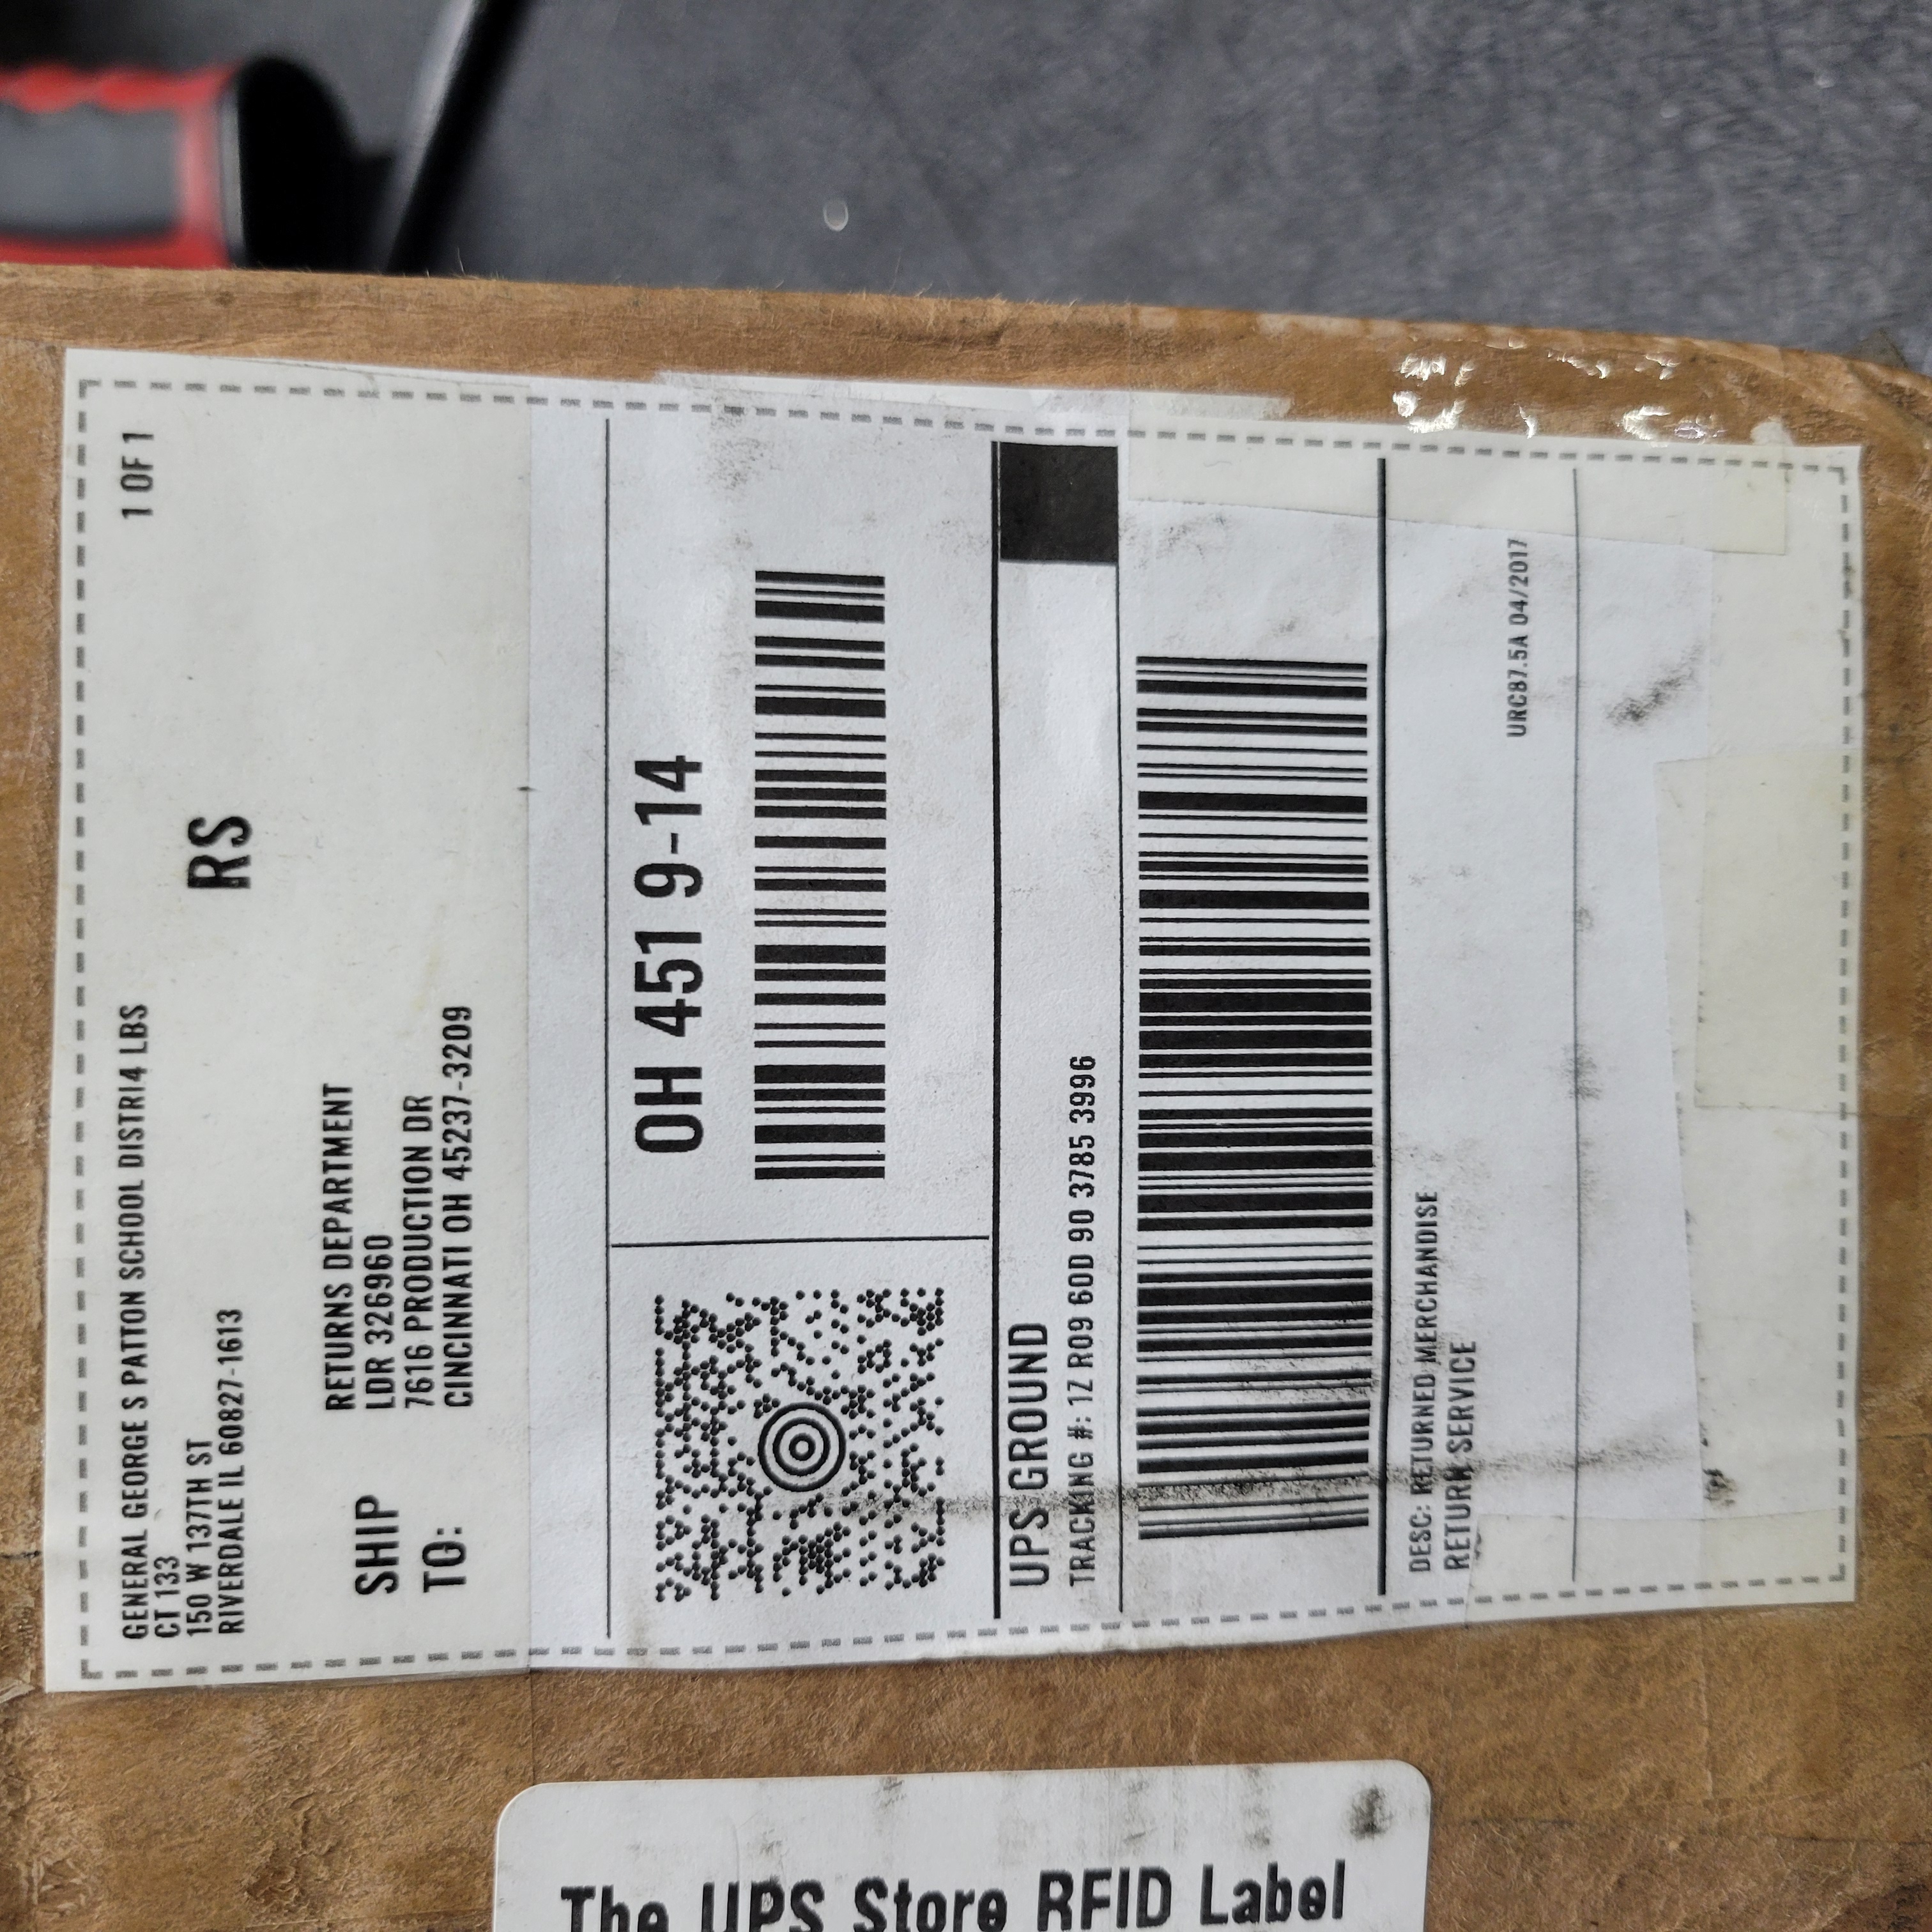 GENERAL GEORGE S PATTON SCHOOL DISTRI4 LBS
1 OF 1
CT 133
150 W 137TH ST
RIVERDALE IL 60827-1613
RS
SHIP
TO:
RETURNS DEPARTMENT
LDR 326960
7616 PRODUCTION DR
CINCINNATI OH 45237-3209
OH 451 9-14
UPS GROUND
TRACKING #: 1Z R09 60D 90 3785 3996
DESC: RETURNED MERCHANDISE
RETURN SERVICE
URC87.5A 04/2017
The UPS Store RFID Label